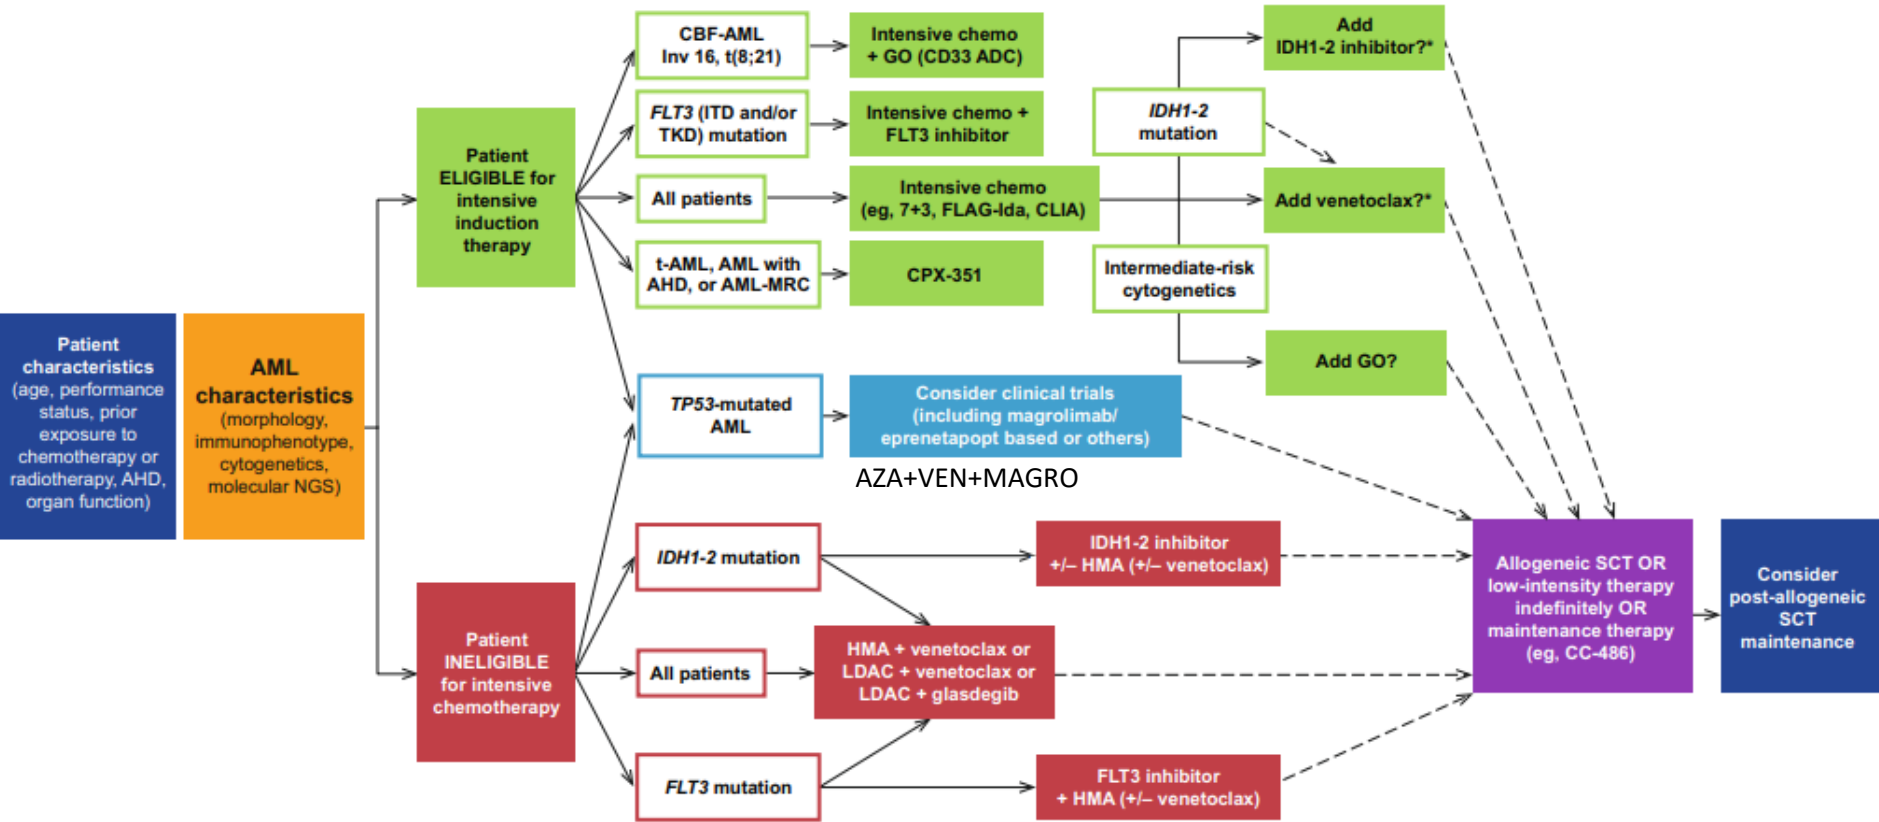 Patient
characteristics
(age, performance
status, prior
exposure to
chemotherapy or
radiotherapy, AHD,
organ function)
AML
characteristics
(morphology,
immunophenotype,
cytogenetics,
molecular NGS)
Patient
ELIGIBLE for
intensive
induction
therapy
CBF-AML
Inv 16, t(8;21)
Intensive chemo
+ GO (CD33 ADC)
FLT3 (ITD and/or
TKD) mutation
Intensive chemo +
FLT3 inhibitor
All patients
Intensive chemo
(eg, 7+3, FLAG-Ida, CLIA)
t-AML, AML with
AHD, or AML-MRC
CPX-351
IDH1-2
mutation
Intermediate-risk
cytogenetics
Add
IDH1-2 inhibitor?*
Add venetoclax?*
Add GO?
TP53-mutated
AML
Consider clinical trials
(including magrolimab/
eprenetapopt based or others)
AZA+VEN+MAGRO
Patient
INELIGIBLE
for intensive
chemotherapy
IDH1-2 mutation
IDH1-2 inhibitor
+/– HMA (+/– venetoclax)
All patients
HMA + venetoclax or
LDAC + venetoclax or
LDAC + glasdegib
FLT3 mutation
FLT3 inhibitor
+ HMA (+/– venetoclax)
Allogeneic SCT OR
low-intensity therapy
indefinitely OR
maintenance therapy
(eg, CC-486)
Consider
post-allogeneic
SCT
maintenance